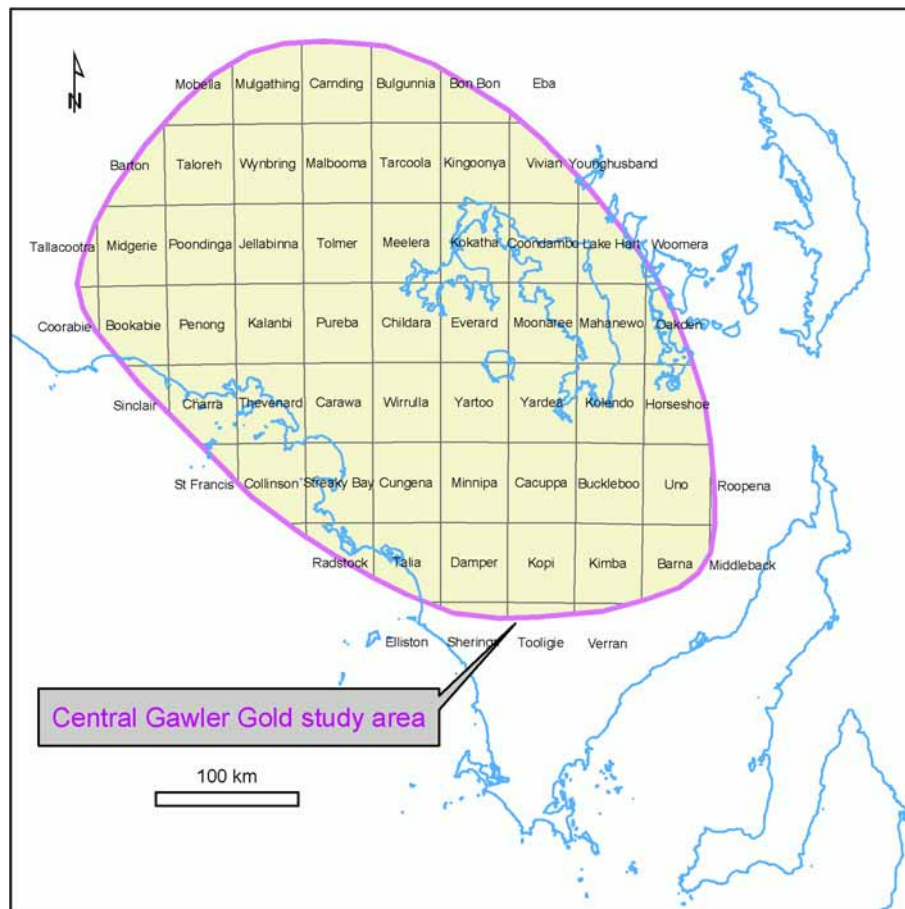 Mobella Mulgathing Carnding Bulgunnia Bon Bon Eba
N
Barton Taloreh Wynbring Malbooma Tarcoola Kingoonya Vivian Younghusband
Tallacootra Midgerie Poondinga Jellabinna Tolmer Meelera Kokatha Coondambo Lake Hart Woomera
Coorabie Bookabie Penong Kalanbi Pureba Childara Everard Moonaree Mahanewo Oakden
Sinclair Charra Thevenard Carawa Wirrulla Yartoo Yardea Kolendo Horseshoe
St Francis Collinson Streaky Bay Cungena Minnipa Cacuppa Buckleboo Uno Roopena
Radstock Talia Damper Kopi Kimba Barna Middleback
Elliston Sheringa Tooligie Verran
Central Gawler Gold study area
100 km